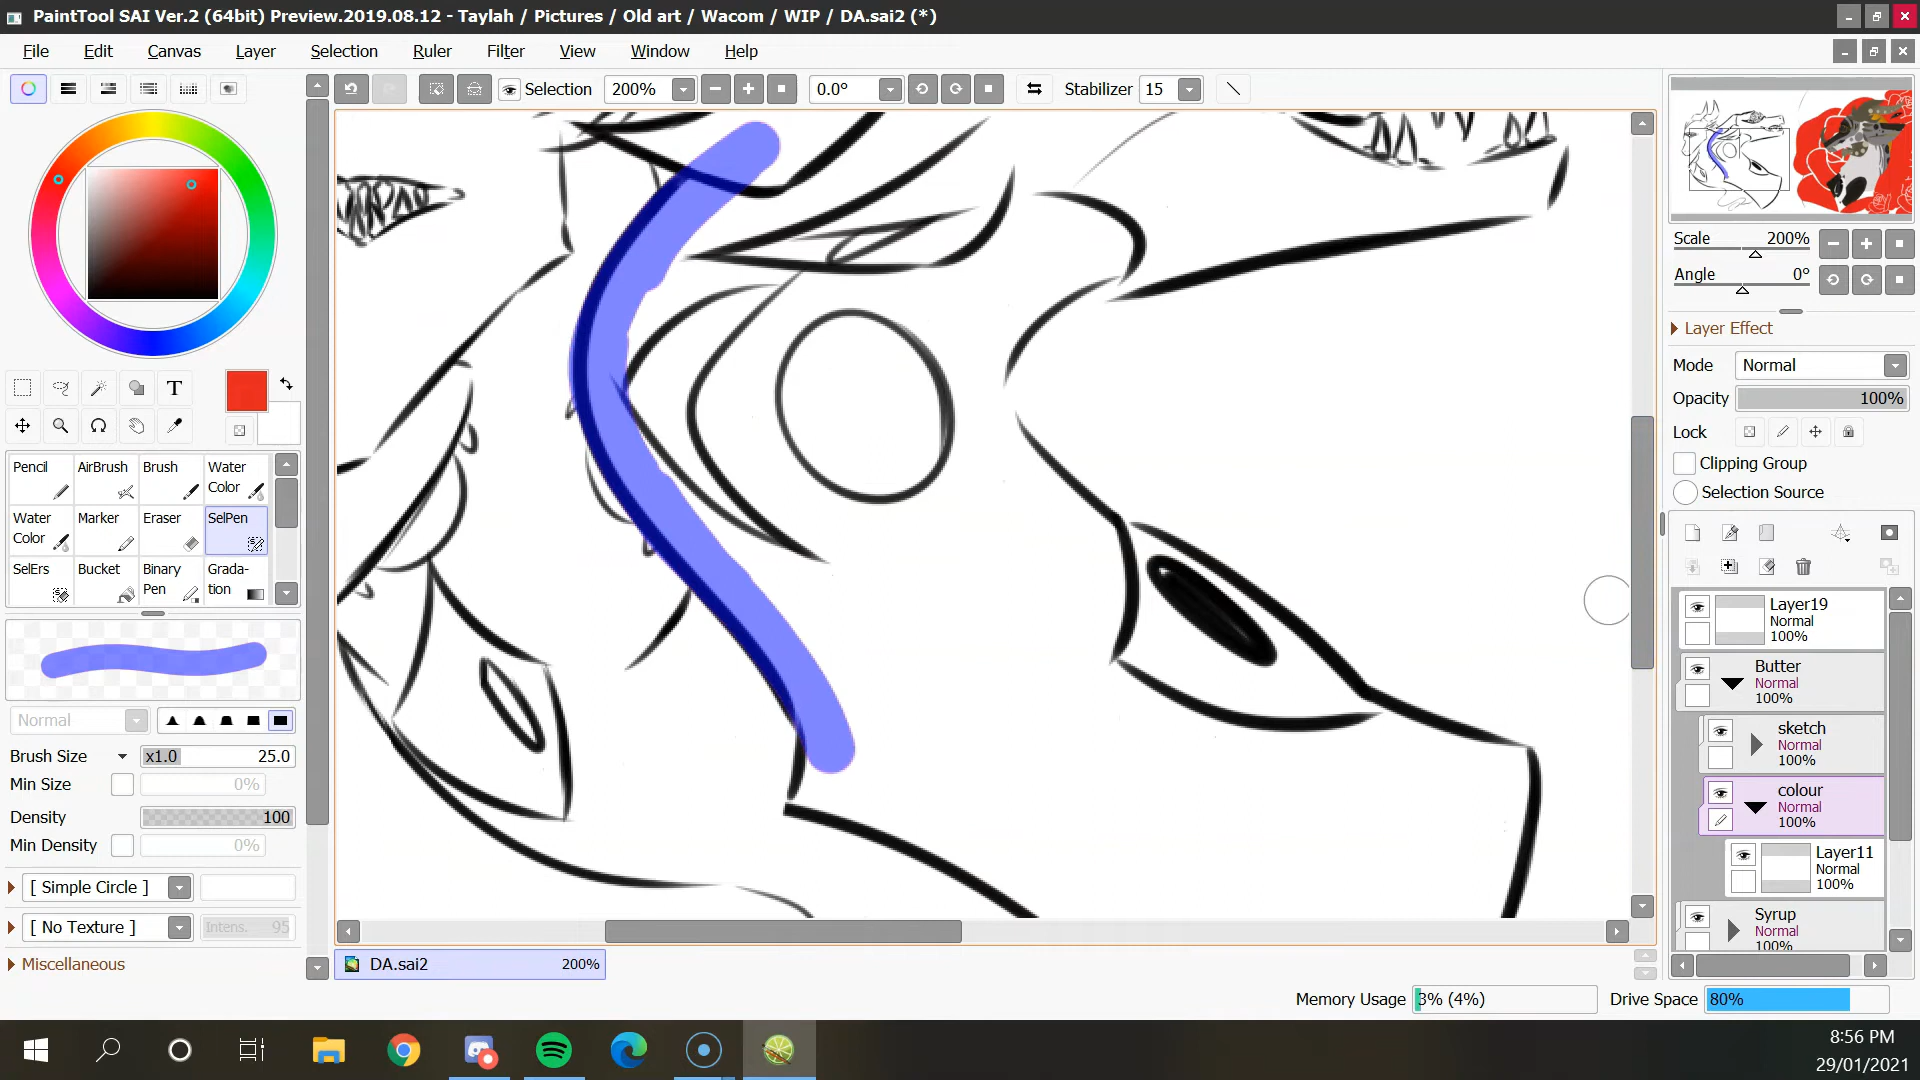 PaintTool SAI Ver.2 (64bit) Preview.2019.08.12 - Taylah / Pictures / Old art / Wacom / WIP / DA.sai2 (*)
File Edit Canvas Layer Selection Ruler Filter View Window Help
Selection 200% 0.0° Stabilizer 15
Scale 200%
Angle 0°
Layer Effect
Mode Normal
Opacity 100%
Lock
Clipping Group
Selection Source
T
Pencil AirBrush Brush Water Color
Water Color Marker Eraser SelPen
SelErs Bucket Binary Pen Grada-tion
Normal
Brush Size x1.0 25.0
Min Size 0%
Density 100
Min Density 0%
[ Simple Circle ]
[ No Texture ] Intens. 95
Miscellaneous
Layer19
Normal
100%
Butter
Normal
100%
sketch
Normal
100%
colour
Normal
100%
Layer11
Normal
100%
Syrup
Normal
100%
DA.sai2 200%
Memory Usage 3% (4%) Drive Space 80%
8:56 PM
29/01/2021